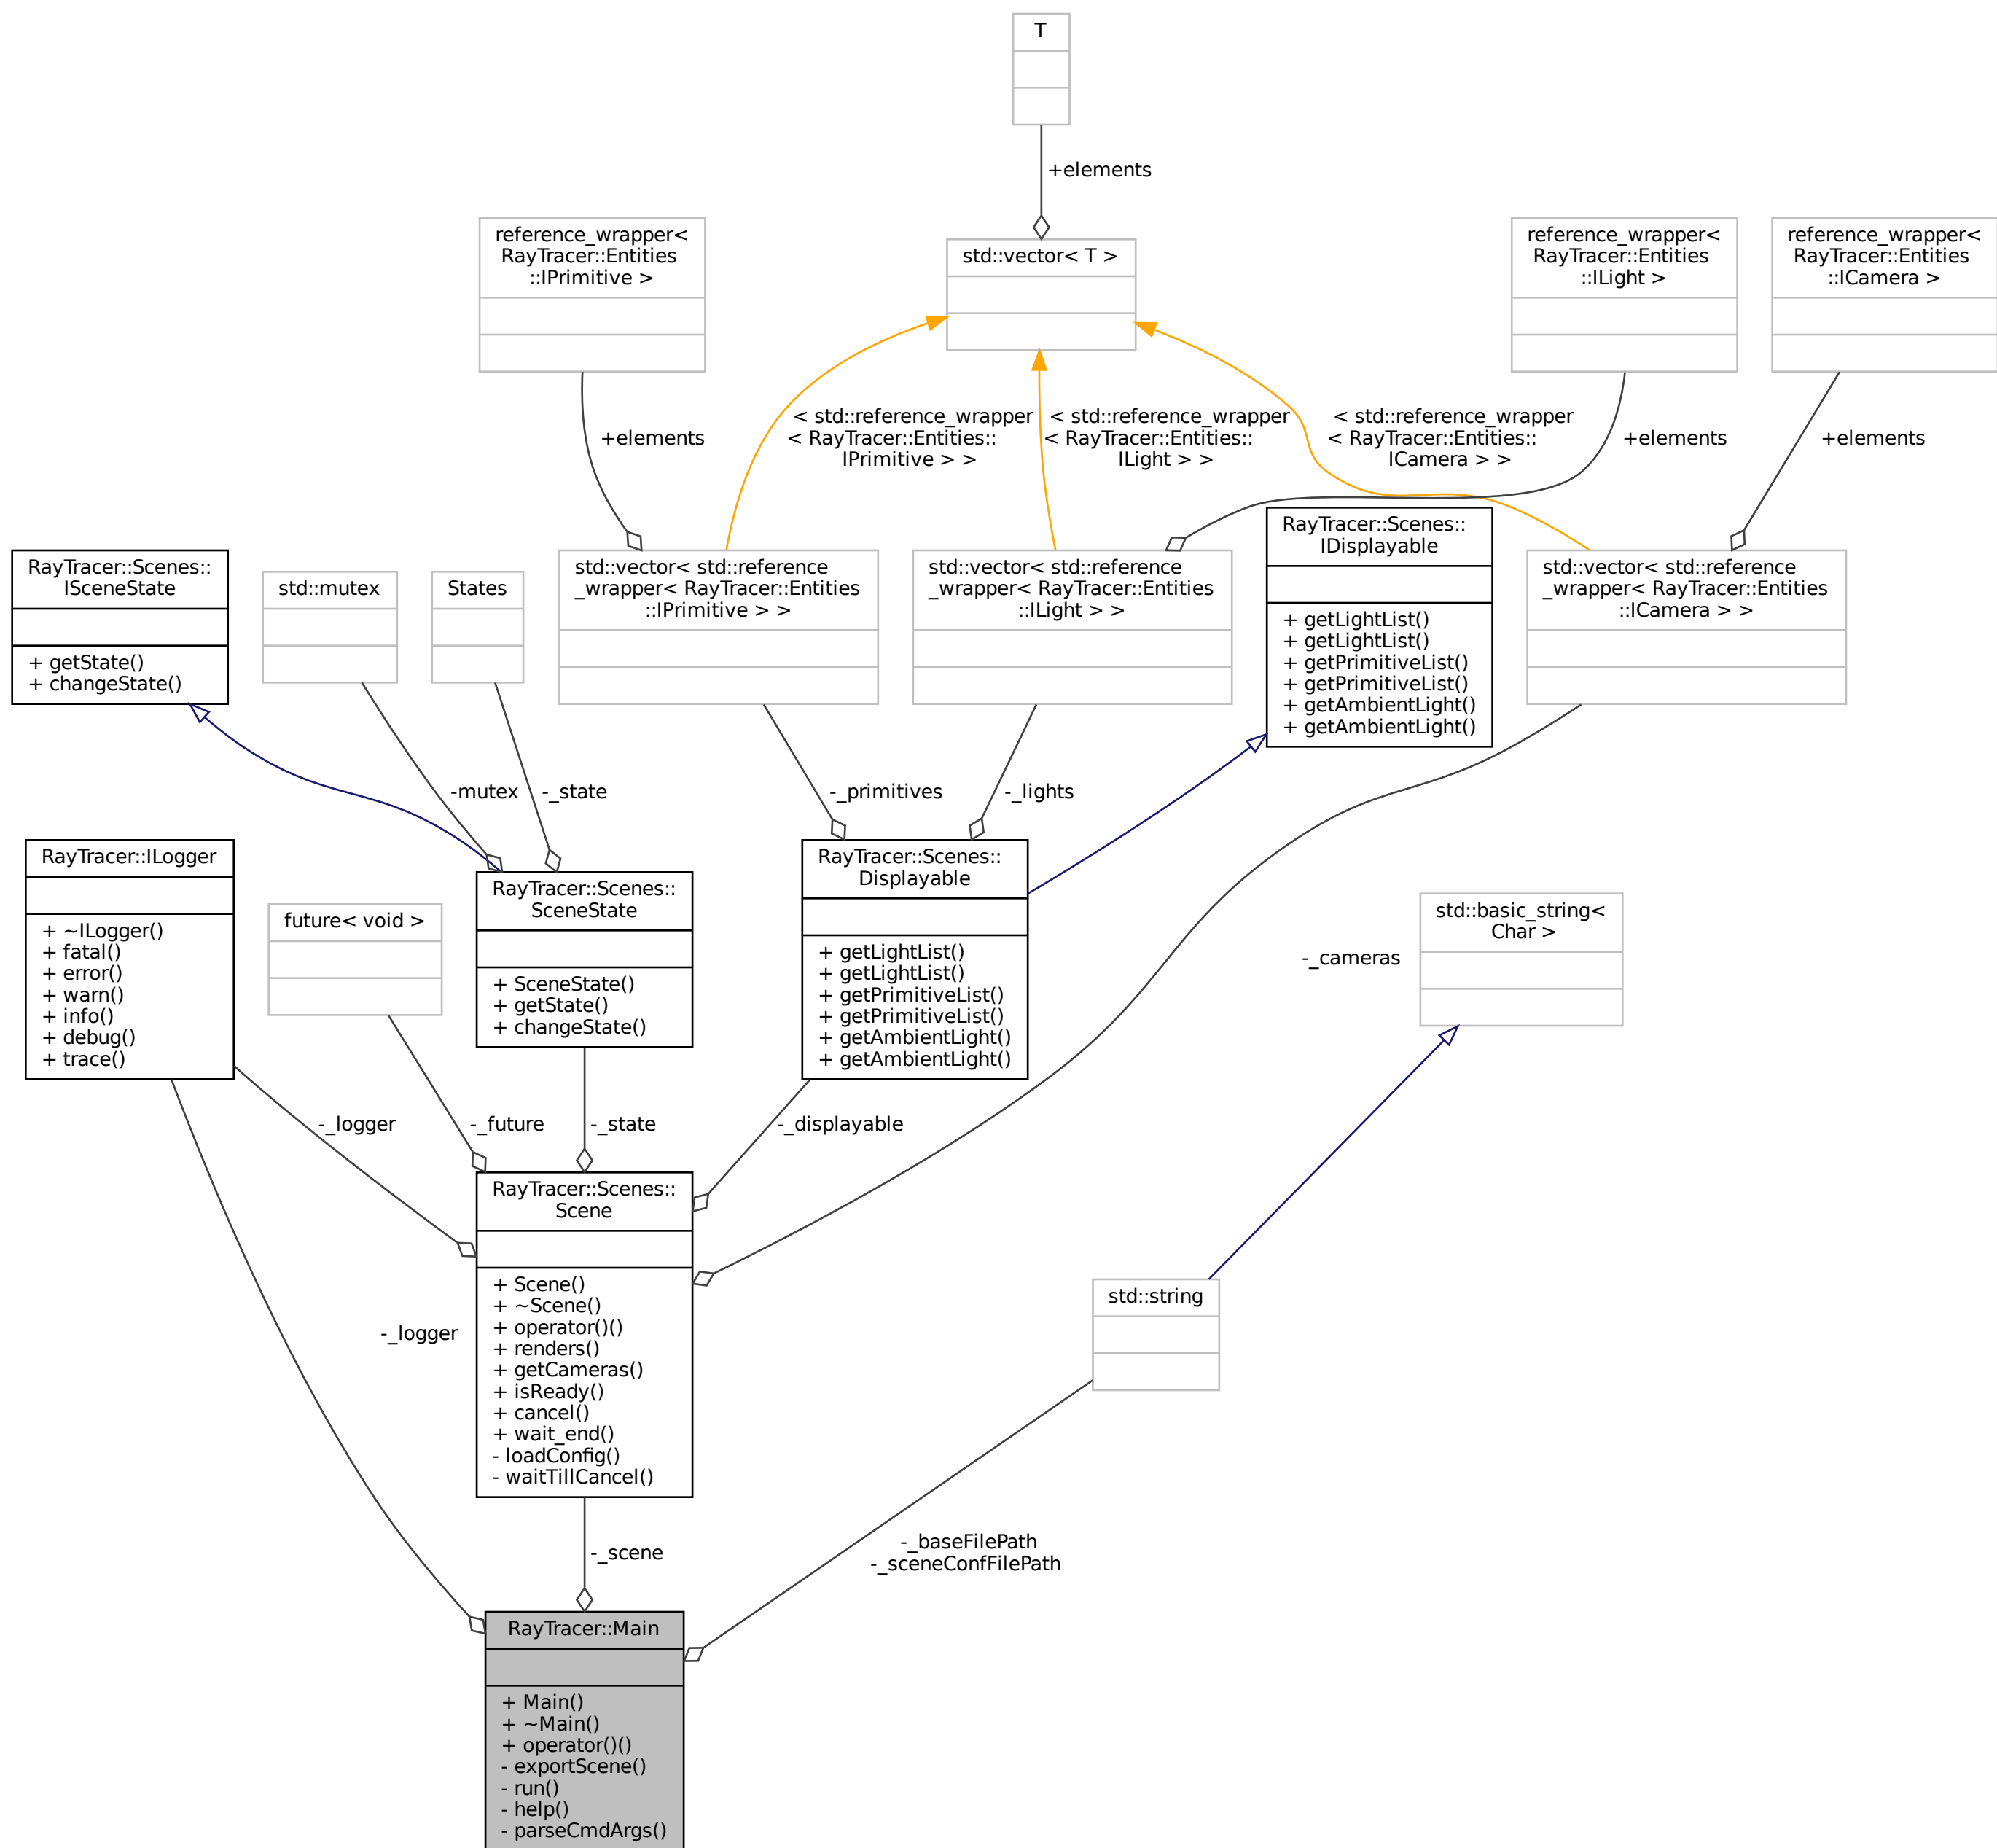 T
+elements
reference_wrapper<
RayTracer::Entities
::IPrimitive >
std::vector< T >
reference_wrapper<
RayTracer::Entities
::ILight >
reference_wrapper<
RayTracer::Entities
::ICamera >
+elements
< std::reference_wrapper
< RayTracer::Entities::
IPrimitive > >
< std::reference_wrapper
< RayTracer::Entities::
ILight > >
< std::reference_wrapper
< RayTracer::Entities::
ICamera > >
+elements
+elements
RayTracer::Scenes::
ISceneState
+ getState()
+ changeState()
std::mutex
States
std::vector< std::reference
_wrapper< RayTracer::Entities
::IPrimitive > >
std::vector< std::reference
_wrapper< RayTracer::Entities
::ILight > >
RayTracer::Scenes::
IDisplayable
+ getLightList()
+ getLightList()
+ getPrimitiveList()
+ getPrimitiveList()
+ getAmbientLight()
+ getAmbientLight()
std::vector< std::reference
_wrapper< RayTracer::Entities
::ICamera > >
-mutex
-_state
-_primitives
-_lights
RayTracer::ILogger
+ ~ILogger()
+ fatal()
+ error()
+ warn()
+ info()
+ debug()
+ trace()
future< void >
RayTracer::Scenes::
SceneState
+ SceneState()
+ getState()
+ changeState()
RayTracer::Scenes::
Displayable
+ getLightList()
+ getLightList()
+ getPrimitiveList()
+ getPrimitiveList()
+ getAmbientLight()
+ getAmbientLight()
-_cameras
std::basic_string<
Char >
-_logger
-_future
-_state
-_displayable
RayTracer::Scenes::
Scene
+ Scene()
+ ~Scene()
+ operator()()
+ renders()
+ getCameras()
+ isReady()
+ cancel()
+ wait_end()
- loadConfig()
- waitTillCancel()
-_logger
std::string
-_scene
-_baseFilePath
-_sceneConfFilePath
RayTracer::Main
+ Main()
+ ~Main()
+ operator()()
- exportScene()
- run()
- help()
- parseCmdArgs()